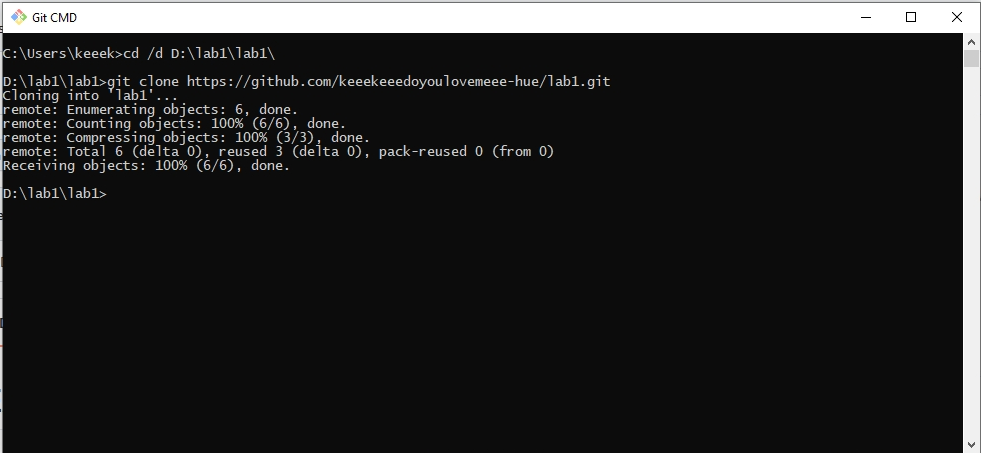 Git CMD
C:\Users\keeek>cd /d D:\lab1\lab1\
D:\lab1\lab1>git clone https://github.com/keeekeeedoyoulovemeee-hue/lab1.git
Cloning into 'lab1'...
remote: Enumerating objects: 6, done.
remote: Counting objects: 100% (6/6), done.
remote: Compressing objects: 100% (3/3), done.
remote: Total 6 (delta 0), reused 3 (delta 0), pack-reused 0 (from 0)
Receiving objects: 100% (6/6), done.
D:\lab1\lab1>